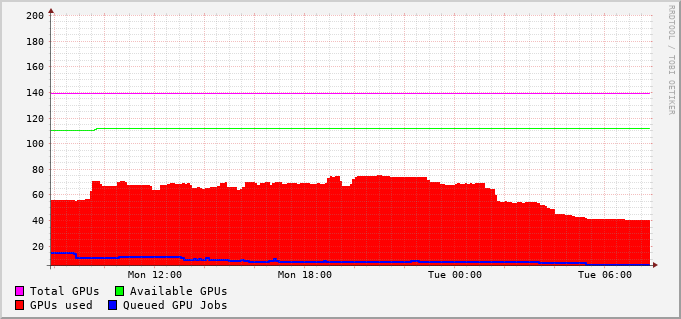 200
180
160
140
120
100
80
60
40
20
Mon 12:00 Mon 18:00 Tue 00:00 Tue 06:00
Total GPUs Available GPUs
GPUs used Queued GPU Jobs
RRDTOOL / TOBI OETIKER